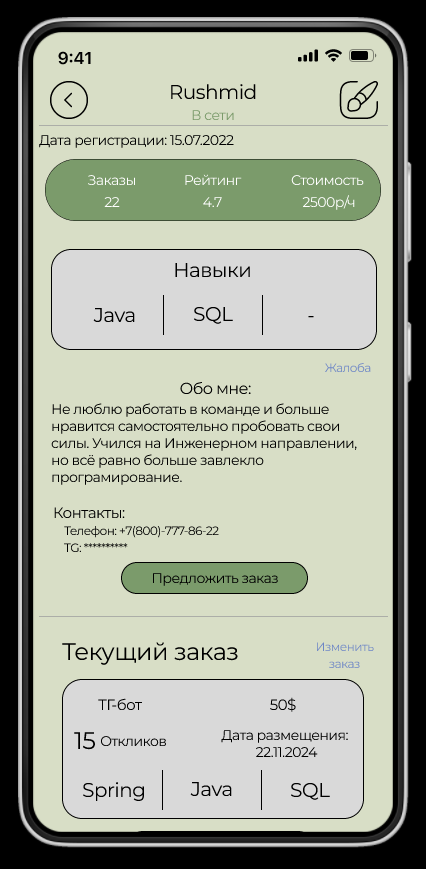 9:41
Rushmid
В сети
Дата регистрации: 15.07.2022
Заказы Рейтинг Стоимость
22 4.7 2500р/ч
Навыки
Java SQL -
Жалоба
Обо мне:
Не люблю работать в команде и больше
нравится самостоятельно пробовать свои
силы. Учился на Инженерном направлении,
но всё равно больше завлекло
програмирование.
Контакты:
Телефон: +7(800)-777-86-22
TG: **********
Предложить заказ
Текущий заказ
Изменить
заказ
ТГ-бот 50$
15 Откликов
Дата размещения:
22.11.2024
Spring Java SQL